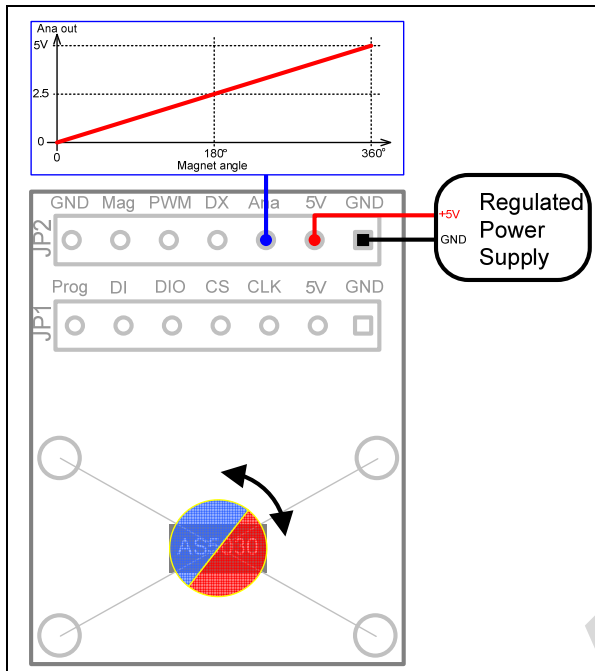 Ana out
5V
2.5
0
0 180° 360°
Magnet angle
GND Mag PWM DX Ana 5V GND
JP2
+5V
GND
Regulated
Power
Supply
Prog DI DIO CS CLK 5V GND
JP1
AS5030